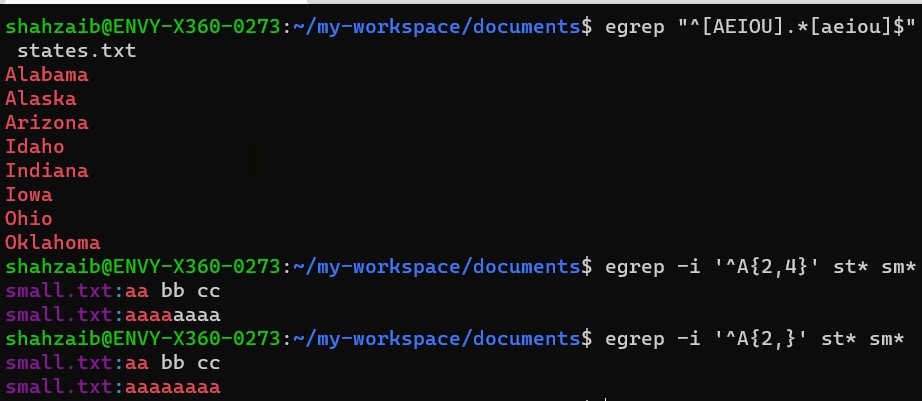 shahzaib@ENVY-X360-0273:~/my-workspace/documents$ egrep "^[AEIOU].*[aeiou]$"
 states.txt
Alabama
Alaska
Arizona
Idaho
Indiana
Iowa
Ohio
Oklahoma
shahzaib@ENVY-X360-0273:~/my-workspace/documents$ egrep -i '^A{2,4}' st* sm*
small.txt:aa bb cc
small.txt:aaaaaaaa
shahzaib@ENVY-X360-0273:~/my-workspace/documents$ egrep -i '^A{2,}' st* sm*
small.txt:aa bb cc
small.txt:aaaaaaaa